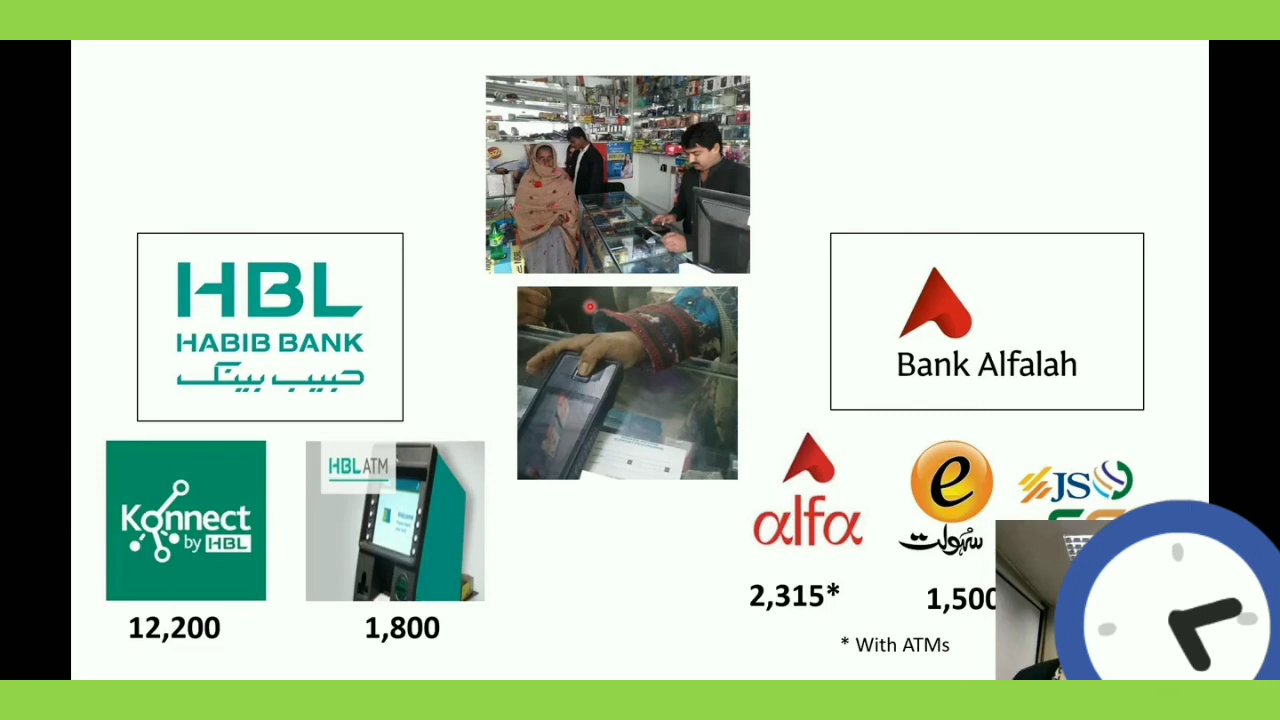 HBL
HABIB BANK
حبیب بینک
Konnect
by HBL
12,200
HBL ATM
1,800
Bank Alfalah
alfa
2,315*
e
سہولت
1,500
JS
* With ATMs